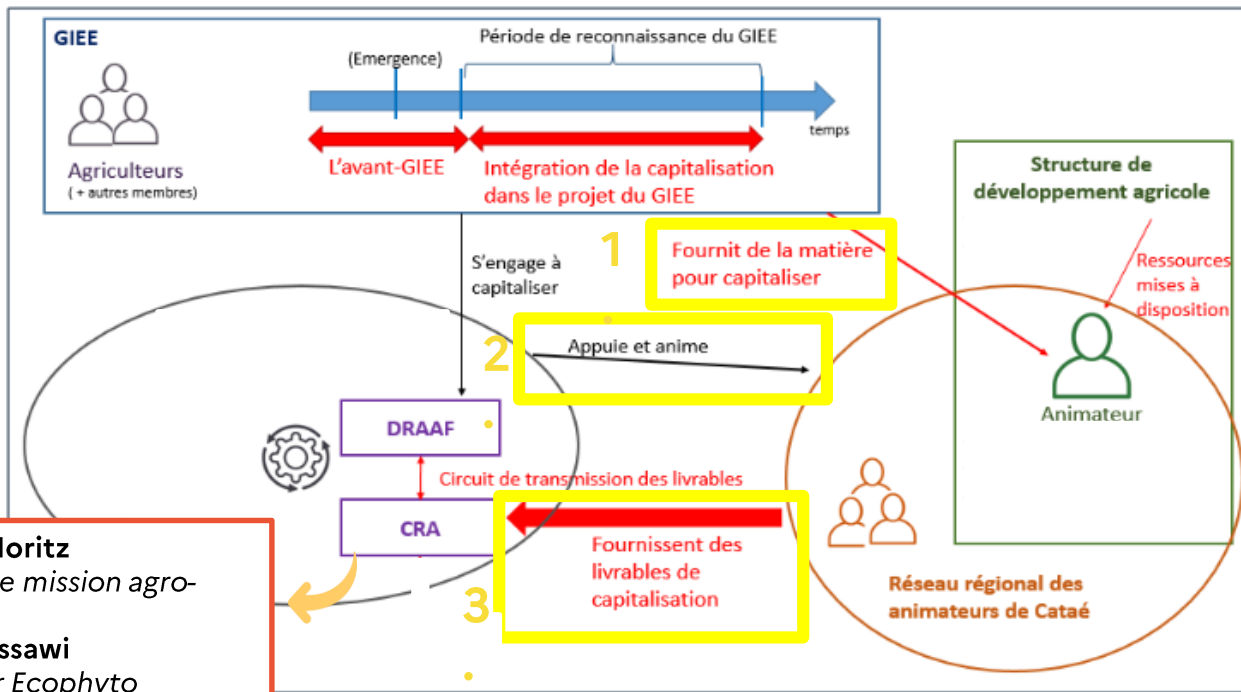 GIEE
Période de reconnaissance du GIEE
(Emergence)
temps
Agriculteurs
( + autres membres)
L'avant-GIEE
Intégration de la capitalisation
dans le projet du GIEE
Structure de
développement agricole
1
Fournit de la matière
pour capitaliser
S'engage à
capitaliser
Ressources
mises à
disposition
2
Appuie et anime
Animateur
DRAAF
Circuit de transmission des livrables
CRA
Fournissent des
livrables de
capitalisation
3
Réseau régional des
animateurs de Cataé
mission agro-
Ecophyto